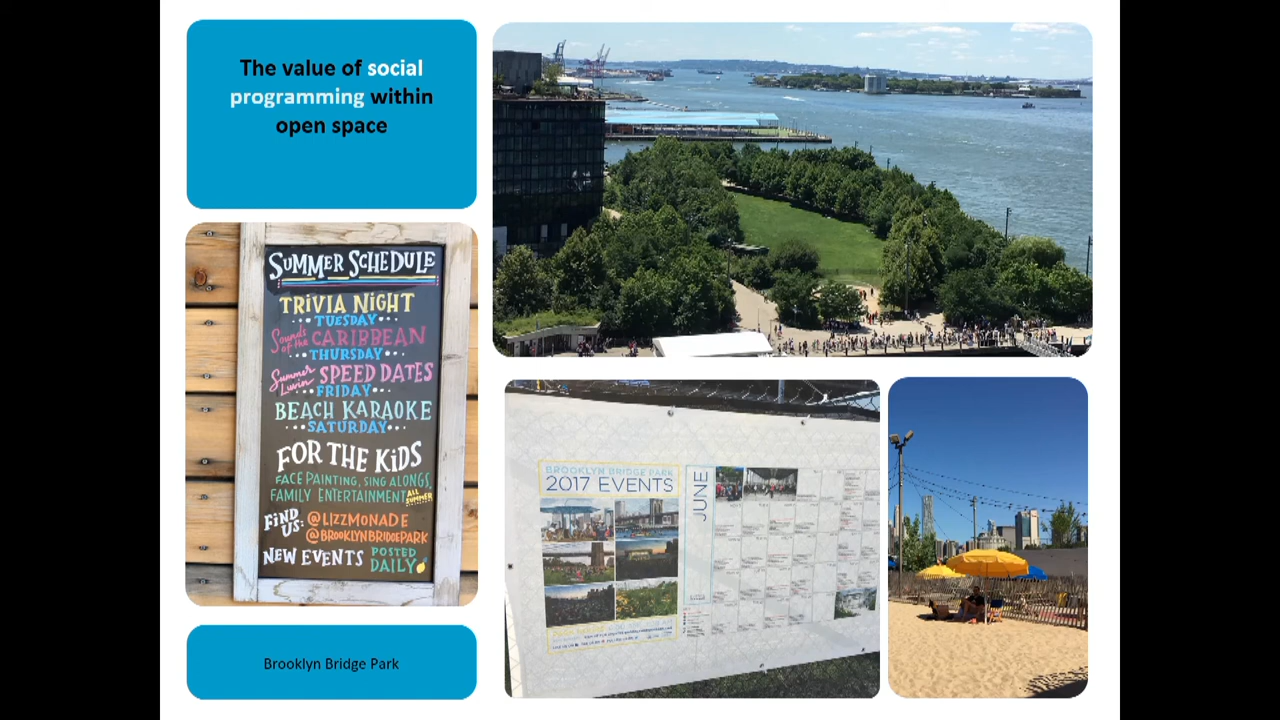 The value of social
programming within
open space
SUMMER SCHEDULE
TRIVIA NIGHT
TUESDAY
Sounds of the CARIBBEAN
THURSDAY
Summer Luvin' SPEED DATES
FRIDAY
BEACH KARAOKE
SATURDAY
FOR THE KIDS
FACE PAINTING, SING ALONGS,
FAMILY ENTERTAINMENT ALL SUMMER
FIND US: @LIZZMONADE
@BROOKLYNBRIDGEPARK
NEW EVENTS POSTED DAILY
BROOKLYN BRIDGE PARK
2017 EVENTS
JUNE
Brooklyn Bridge Park